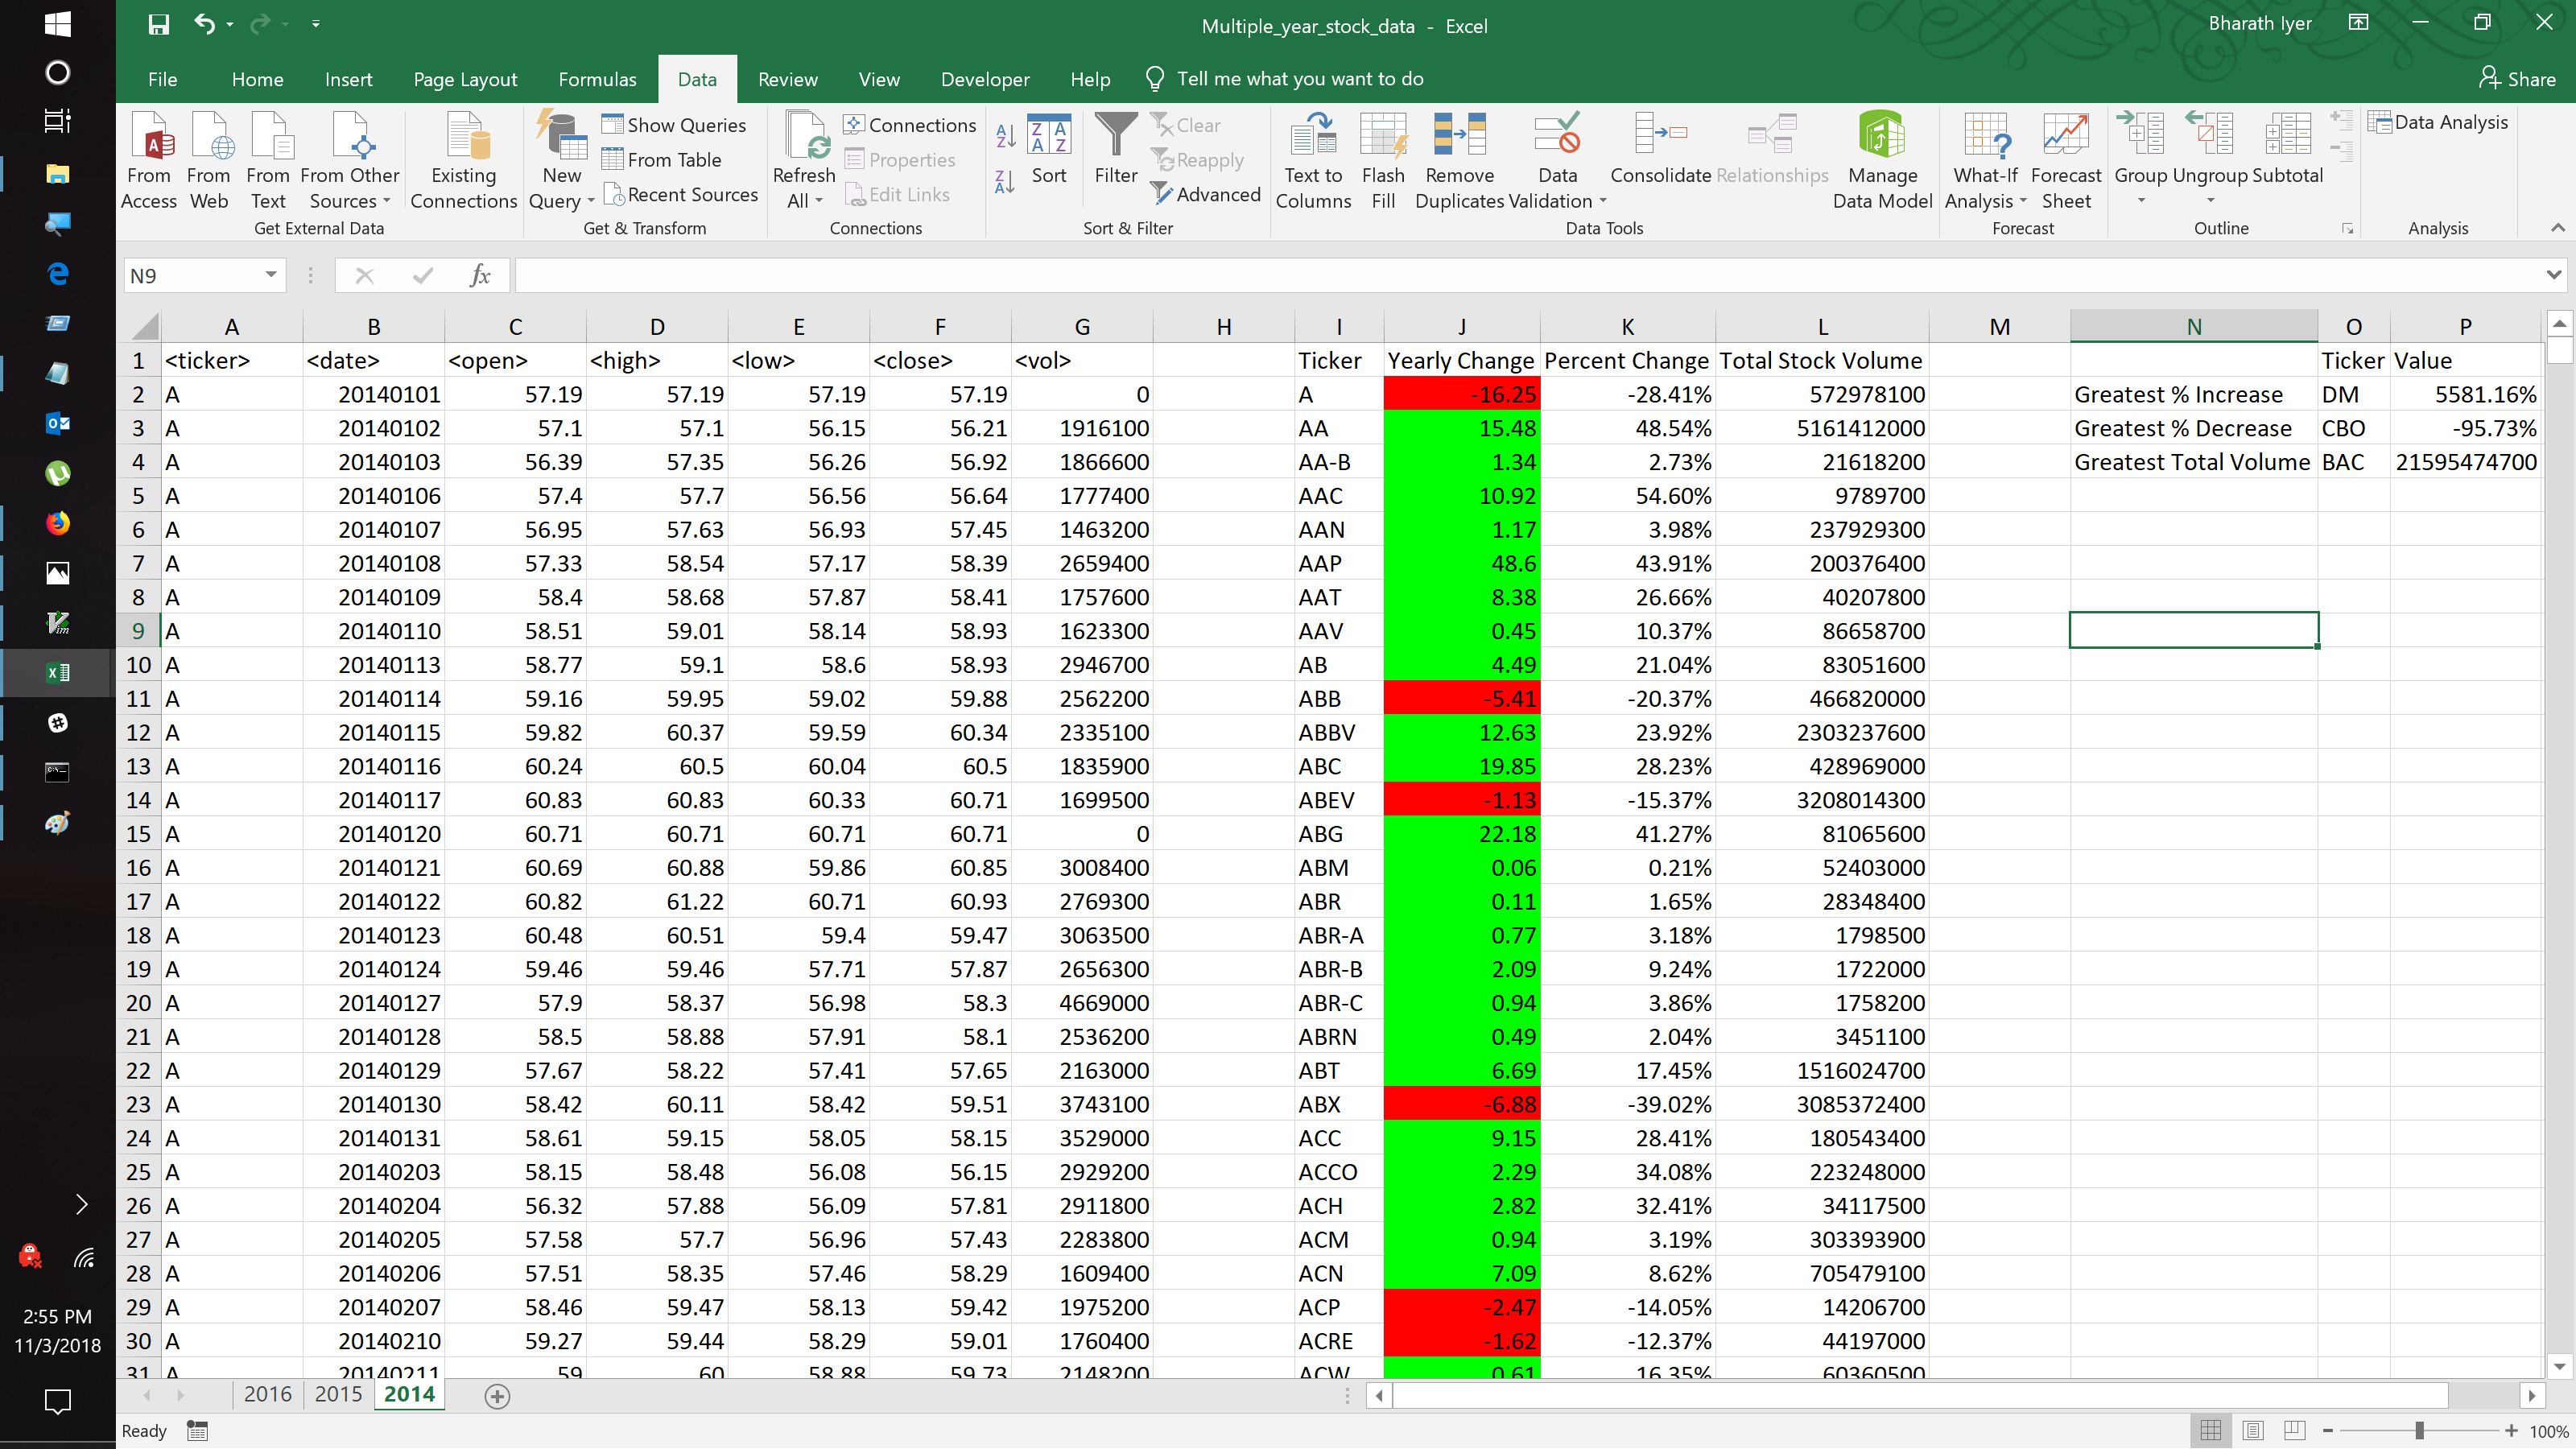 Multiple_year_stock_data - Excel
Bharath Iyer
File Home Insert Page Layout Formulas Data Review View Developer Help Tell me what you want to do Share
From Access From Web From Text From Other Sources Existing Connections
Get External Data
New Query Show Queries From Table Recent Sources
Get & Transform
Refresh All Connections Properties Edit Links
Connections
Sort Filter Clear Reapply Advanced
Sort & Filter
Text to Columns Flash Fill Remove Duplicates Data Validation Consolidate Relationships Manage Data Model
Data Tools
What-If Analysis Forecast Sheet
Forecast
Group Ungroup Subtotal
Outline
Data Analysis
Analysis
N9 fx
A B C D E F G H I J K L M N O P
1 <ticker> <date> <open> <high> <low> <close> <vol> Ticker Yearly Change Percent Change Total Stock Volume Ticker Value
2 A 20140101 57.19 57.19 57.19 57.19 0 A -16.25 -28.41% 572978100 Greatest % Increase DM 5581.16%
3 A 20140102 57.1 57.1 56.15 56.21 1916100 AA 15.48 48.54% 5161412000 Greatest % Decrease CBO -95.73%
4 A 20140103 56.39 57.35 56.26 56.92 1866600 AA-B 1.34 2.73% 21618200 Greatest Total Volume BAC 21595474700
5 A 20140106 57.4 57.7 56.56 56.64 1777400 AAC 10.92 54.60% 9789700
6 A 20140107 56.95 57.63 56.93 57.45 1463200 AAN 1.17 3.98% 237929300
7 A 20140108 57.33 58.54 57.17 58.39 2659400 AAP 48.6 43.91% 200376400
8 A 20140109 58.4 58.68 57.87 58.41 1757600 AAT 8.38 26.66% 40207800
9 A 20140110 58.51 59.01 58.14 58.93 1623300 AAV 0.45 10.37% 86658700
10 A 20140113 58.77 59.1 58.6 58.93 2946700 AB 4.49 21.04% 83051600
11 A 20140114 59.16 59.95 59.02 59.88 2562200 ABB -5.41 -20.37% 466820000
12 A 20140115 59.82 60.37 59.59 60.34 2335100 ABBV 12.63 23.92% 2303237600
13 A 20140116 60.24 60.5 60.04 60.5 1835900 ABC 19.85 28.23% 428969000
14 A 20140117 60.83 60.83 60.33 60.71 1699500 ABEV -1.13 -15.37% 3208014300
15 A 20140120 60.71 60.71 60.71 60.71 0 ABG 22.18 41.27% 81065600
16 A 20140121 60.69 60.88 59.86 60.85 3008400 ABM 0.06 0.21% 52403000
17 A 20140122 60.82 61.22 60.71 60.93 2769300 ABR 0.11 1.65% 28348400
18 A 20140123 60.48 60.51 59.4 59.47 3063500 ABR-A 0.77 3.18% 1798500
19 A 20140124 59.46 59.46 57.71 57.87 2656300 ABR-B 2.09 9.24% 1722000
20 A 20140127 57.9 58.37 56.98 58.3 4669000 ABR-C 0.94 3.86% 1758200
21 A 20140128 58.5 58.88 57.91 58.1 2536200 ABRN 0.49 2.04% 3451100
22 A 20140129 57.67 58.22 57.41 57.65 2163000 ABT 6.69 17.45% 1516024700
23 A 20140130 58.42 60.11 58.42 59.51 3743100 ABX -6.88 -39.02% 3085372400
24 A 20140131 58.61 59.15 58.05 58.15 3529000 ACC 9.15 28.41% 180543400
25 A 20140203 58.15 58.48 56.08 56.15 2929200 ACCO 2.29 34.08% 223248000
26 A 20140204 56.32 57.88 56.09 57.81 2911800 ACH 2.82 32.41% 34117500
27 A 20140205 57.58 57.7 56.96 57.43 2283800 ACM 0.94 3.19% 303393900
28 A 20140206 57.51 58.35 57.46 58.29 1609400 ACN 7.09 8.62% 705479100
29 A 20140207 58.46 59.47 58.13 59.42 1975200 ACP -2.47 -14.05% 14206700
30 A 20140210 59.27 59.44 58.29 59.01 1760400 ACRE -1.62 -12.37% 44197000
31 A 20140211 59 60 58.88 59.73 2148200 ACW 0.61 16.35% 60360500
2016 2015 2014
Ready
100%
2:55 PM
11/3/2018